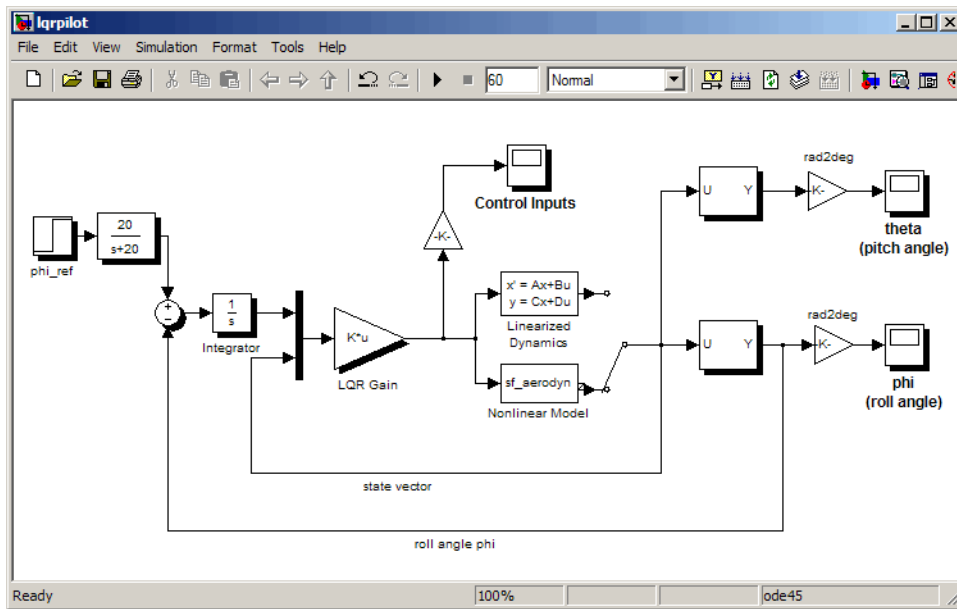 lqrpilot
File Edit View Simulation Format Tools Help
60 Normal
rad2deg
U Y
-K-
theta
(pitch angle)
Control Inputs
-K-
20
s+20
phi_ref
x' = Ax+Bu
y = Cx+Du
Linearized
Dynamics
+
−
1
s
Integrator
K*u
LQR Gain
sf_aerodyn
Nonlinear Model
rad2deg
U Y
-K-
phi
(roll angle)
state vector
roll angle phi
Ready 100% ode45